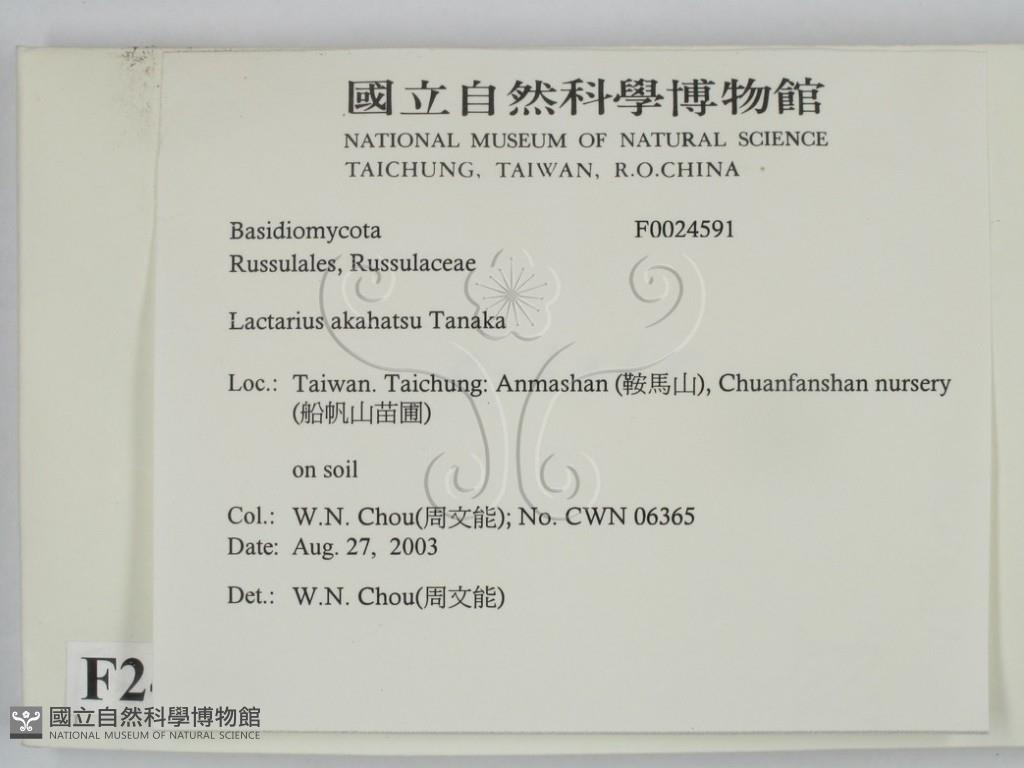 國立自然科學博物館
NATIONAL MUSEUM OF NATURAL SCIENCE
TAICHUNG, TAIWAN, R.O.CHINA
Basidiomycota F0024591
Russulales, Russulaceae
Lactarius akahatsu Tanaka
Loc.: Taiwan. Taichung: Anmashan (鞍馬山), Chuanfanshan nursery
(船帆山苗圃)
on soil
Col.: W.N. Chou(周文能); No. CWN 06365
Date: Aug. 27, 2003
Det.: W.N. Chou(周文能)
F2
國立自然科學博物館
NATIONAL MUSEUM OF NATURAL SCIENCE